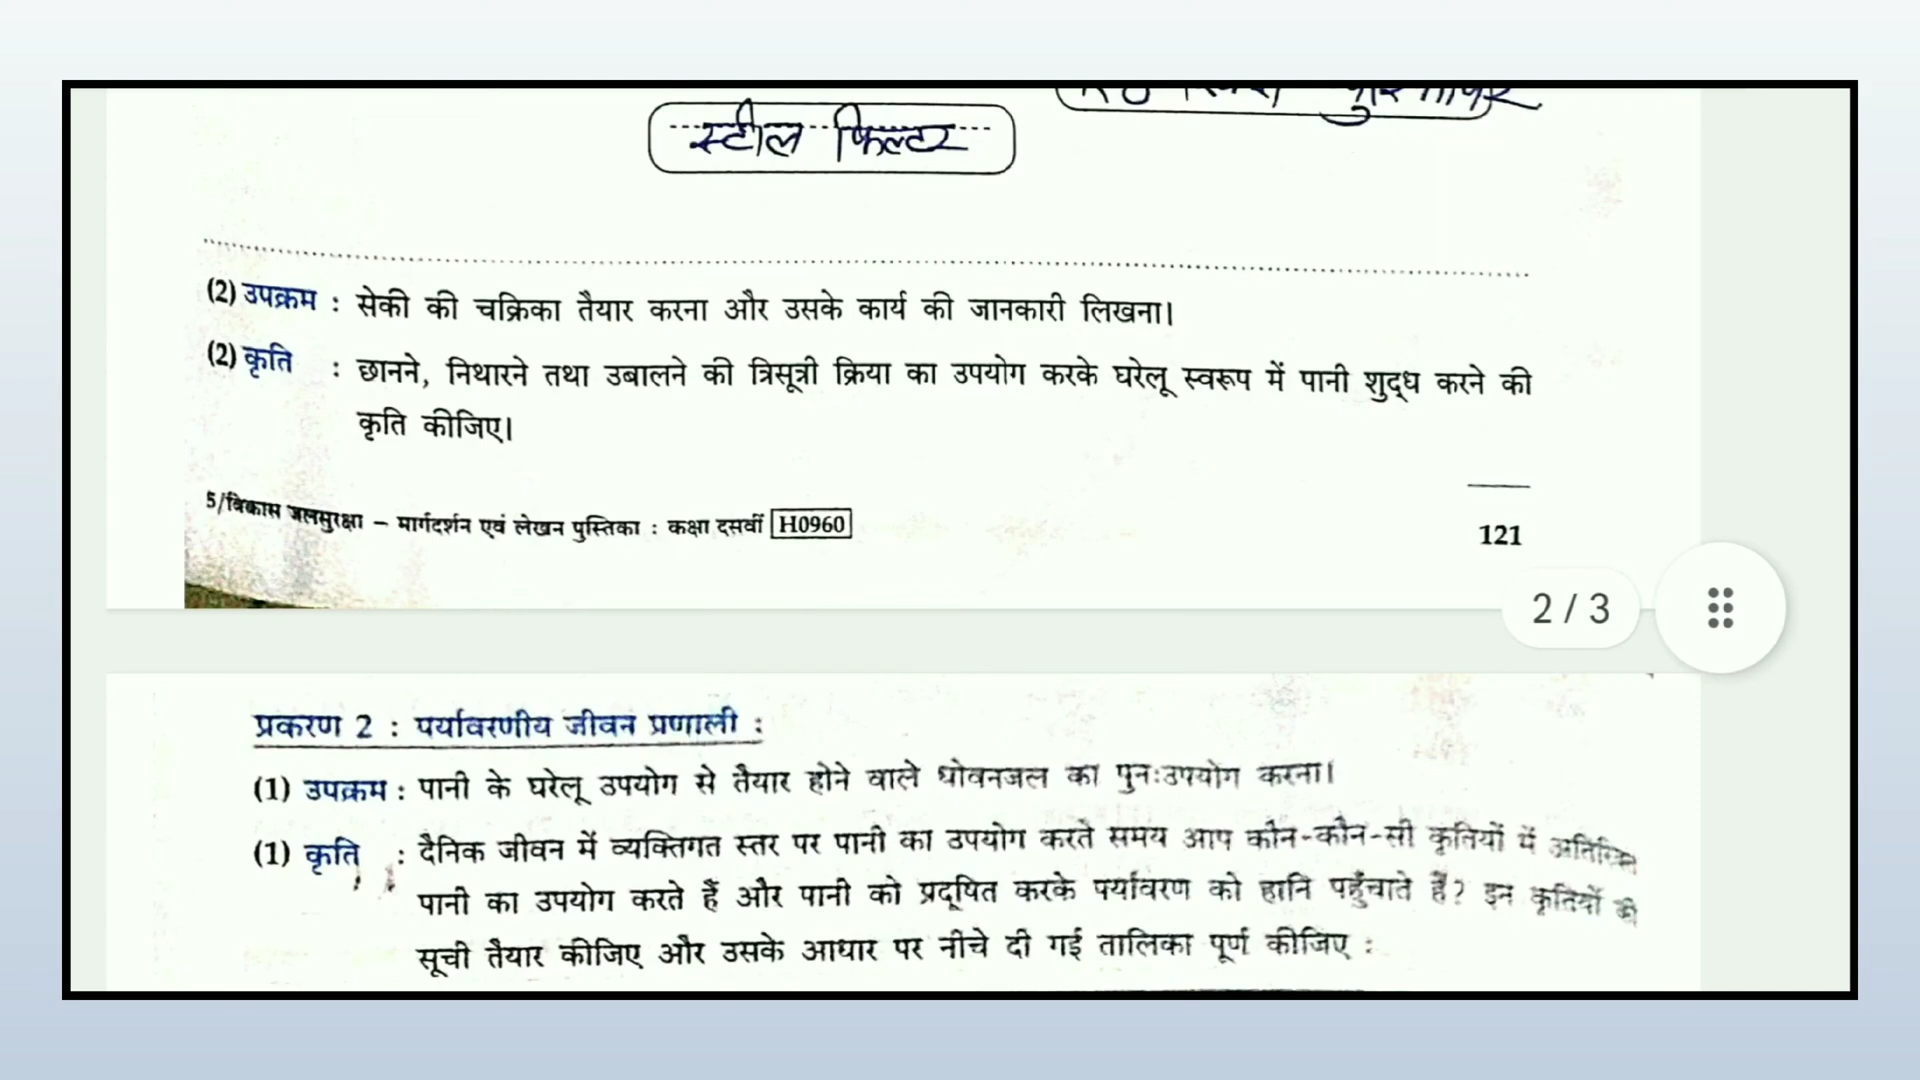 स्टील फिल्टर
(2) उपक्रम : सेकी की चक्रिका तैयार करना और उसके कार्य की जानकारी लिखना।
(2) कृति : छानने, निथारने तथा उबालने की त्रिसूत्री क्रिया का उपयोग करके घरेलू स्वरूप में पानी शुद्ध करने की
कृति कीजिए।
5/विकास जलसुरक्षा – मार्गदर्शन एवं लेखन पुस्तिका : कक्षा दसवीं H0960
121
2 / 3
प्रकरण 2 : पर्यावरणीय जीवन प्रणाली :
(1) उपक्रम : पानी के घरेलू उपयोग से तैयार होने वाले धोवनजल का पुनःउपयोग करना।
(1) कृति : दैनिक जीवन में व्यक्तिगत स्तर पर पानी का उपयोग करते समय आप कौन-कौन-सी कृतियों में अतिरिक्त
पानी का उपयोग करते हैं और पानी को प्रदूषित करके पर्यावरण को हानि पहुँचाते हैं? इन कृतियों की
सूची तैयार कीजिए और उसके आधार पर नीचे दी गई तालिका पूर्ण कीजिए :